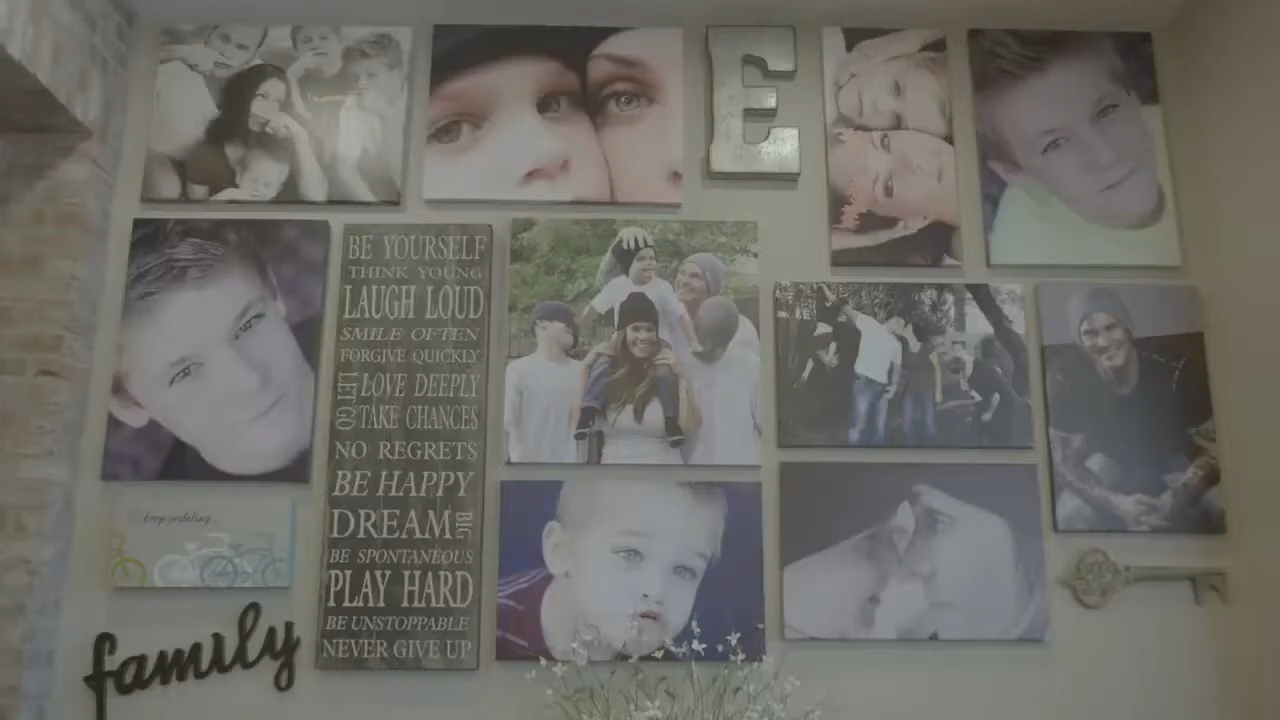 E
BE YOURSELF
THINK YOUNG
LAUGH LOUD
SMILE OFTEN
FORGIVE QUICKLY
LET GO
LOVE DEEPLY
TAKE CHANCES
NO REGRETS
BE HAPPY
DREAM BIG
BE SPONTANEOUS
PLAY HARD
BE UNSTOPPABLE
NEVER GIVE UP
keep pedaling...
family